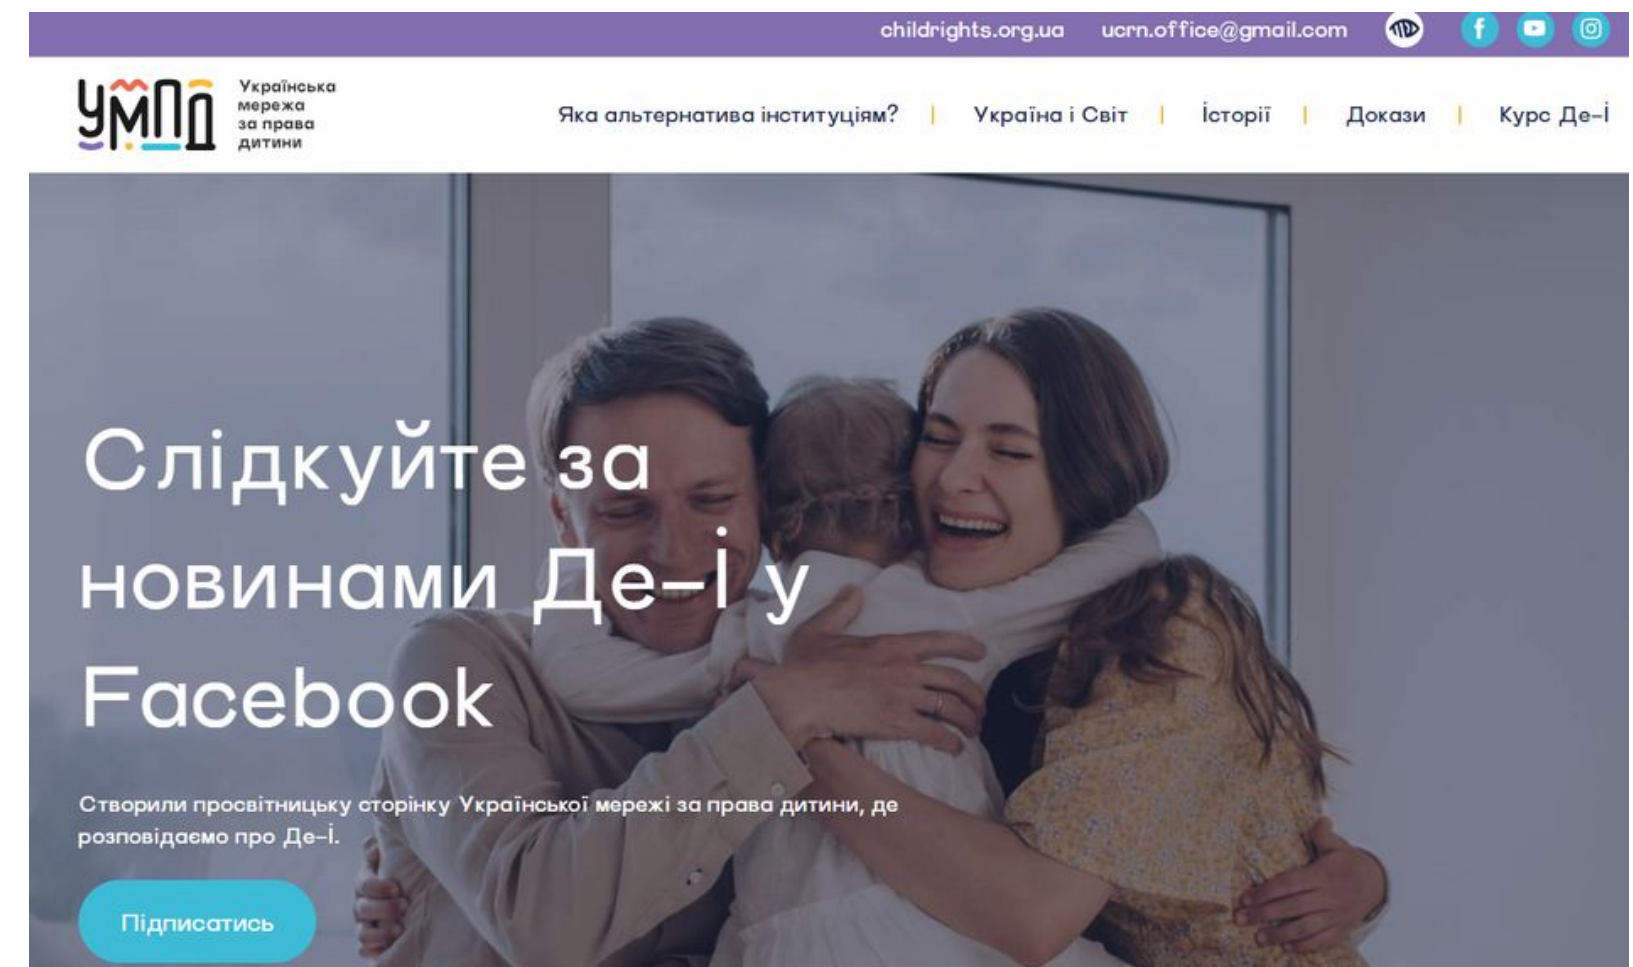 childrights.org.ua ucrn.office@gmail.com
УМПД
Українська
мережа
за права
дитини
Яка альтернатива інституціям? | Україна і Світ | Історії | Докази | Курс Де-І
Слідкуйте за
новинами Де-І у
Facebook
Створили просвітницьку сторінку Української мережі за права дитини, де
розповідаємо про Де-І.
Підписатись